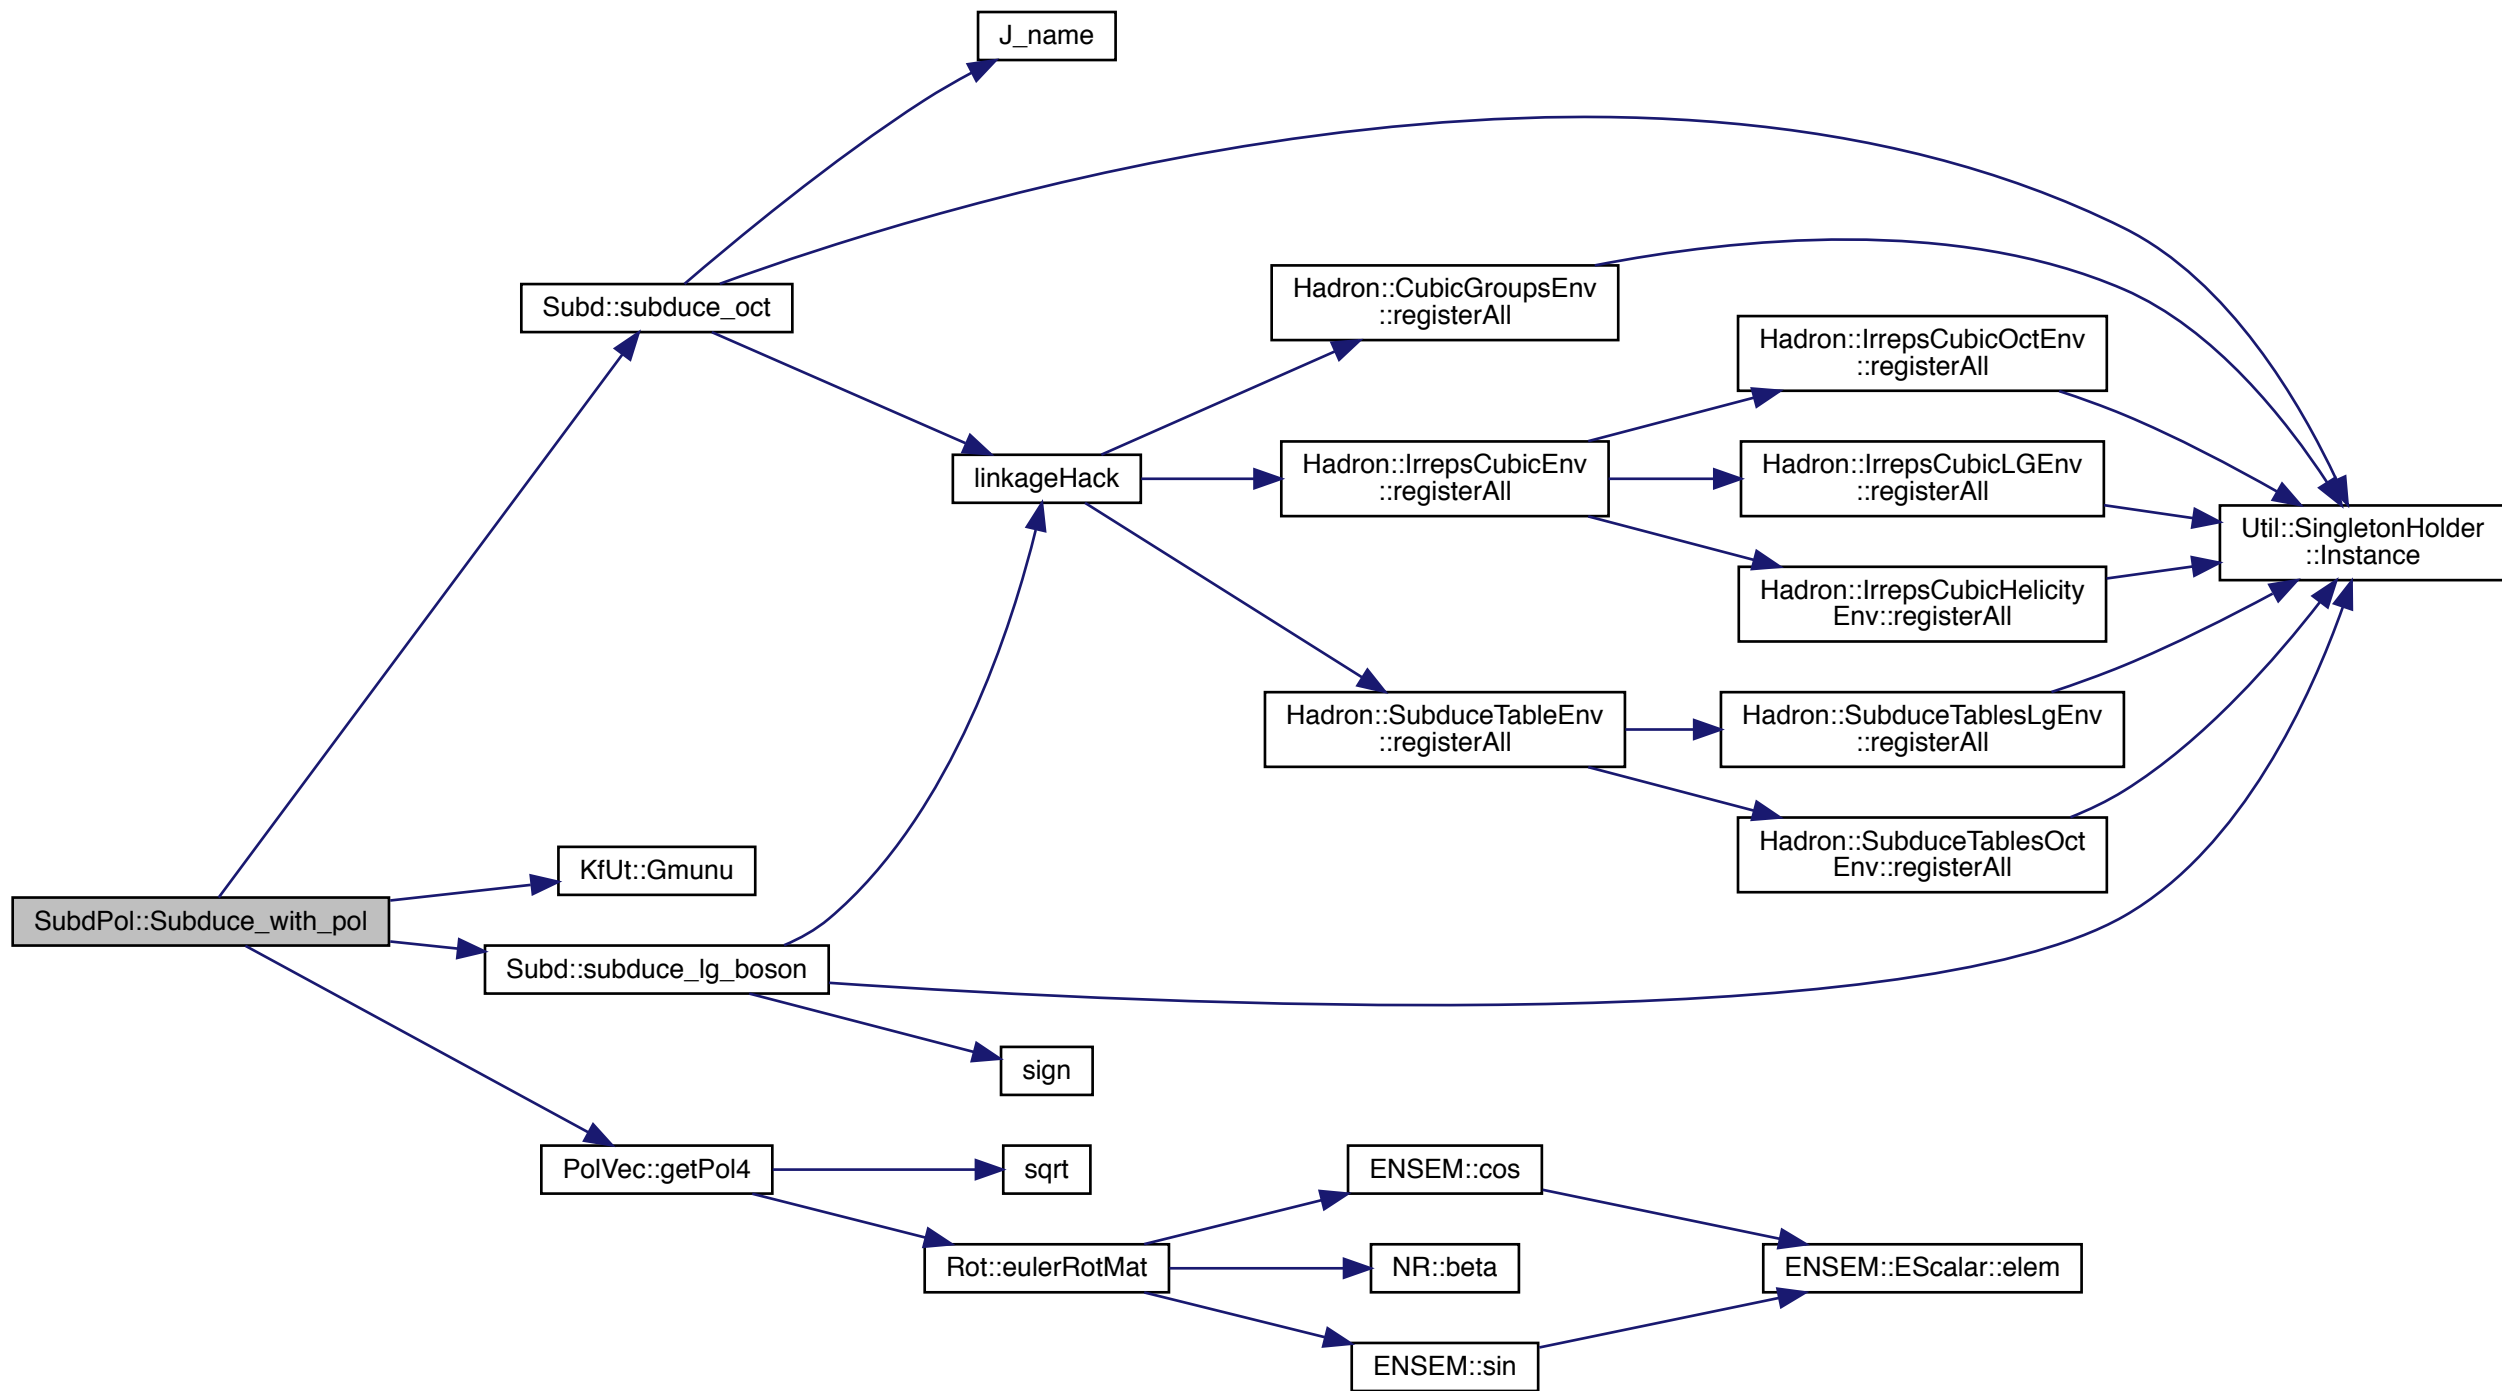 J_name
Subd::subduce_oct
Hadron::CubicGroupsEnv
::registerAll
Hadron::IrrepsCubicOctEnv
::registerAll
linkageHack
Hadron::IrrepsCubicEnv
::registerAll
Hadron::IrrepsCubicLGEnv
::registerAll
Util::SingletonHolder
::Instance
Hadron::IrrepsCubicHelicity
Env::registerAll
Hadron::SubduceTableEnv
::registerAll
Hadron::SubduceTablesLgEnv
::registerAll
Hadron::SubduceTablesOct
Env::registerAll
KfUt::Gmunu
SubdPol::Subduce_with_pol
Subd::subduce_lg_boson
sign
PolVec::getPol4
sqrt
ENSEM::cos
Rot::eulerRotMat
NR::beta
ENSEM::EScalar::elem
ENSEM::sin